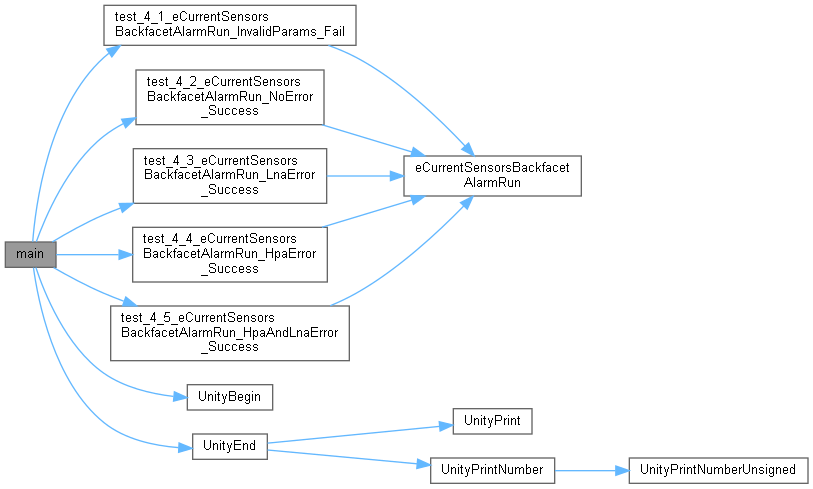 test_4_1_eCurrentSensors
BackfacetAlarmRun_InvalidParams_Fail
test_4_2_eCurrentSensors
BackfacetAlarmRun_NoError
_Success
test_4_3_eCurrentSensors
BackfacetAlarmRun_LnaError
_Success
eCurrentSensorsBackfacet
AlarmRun
main
test_4_4_eCurrentSensors
BackfacetAlarmRun_HpaError
_Success
test_4_5_eCurrentSensors
BackfacetAlarmRun_HpaAndLnaError
_Success
UnityBegin
UnityEnd
UnityPrint
UnityPrintNumber
UnityPrintNumberUnsigned